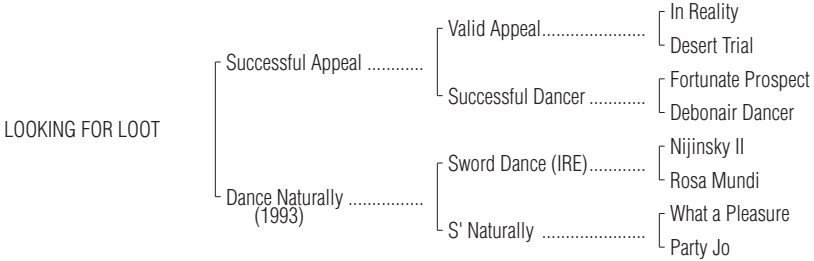 In Reality
Valid Appeal......................
Desert Trial
Successful Appeal ............
Fortunate Prospect
Successful Dancer ............
Debonair Dancer
LOOKING FOR LOOT
Nijinsky II
Sword Dance (IRE)............
Rosa Mundi
Dance Naturally ................
(1993)
What a Pleasure
S' Naturally ......................
Party Jo